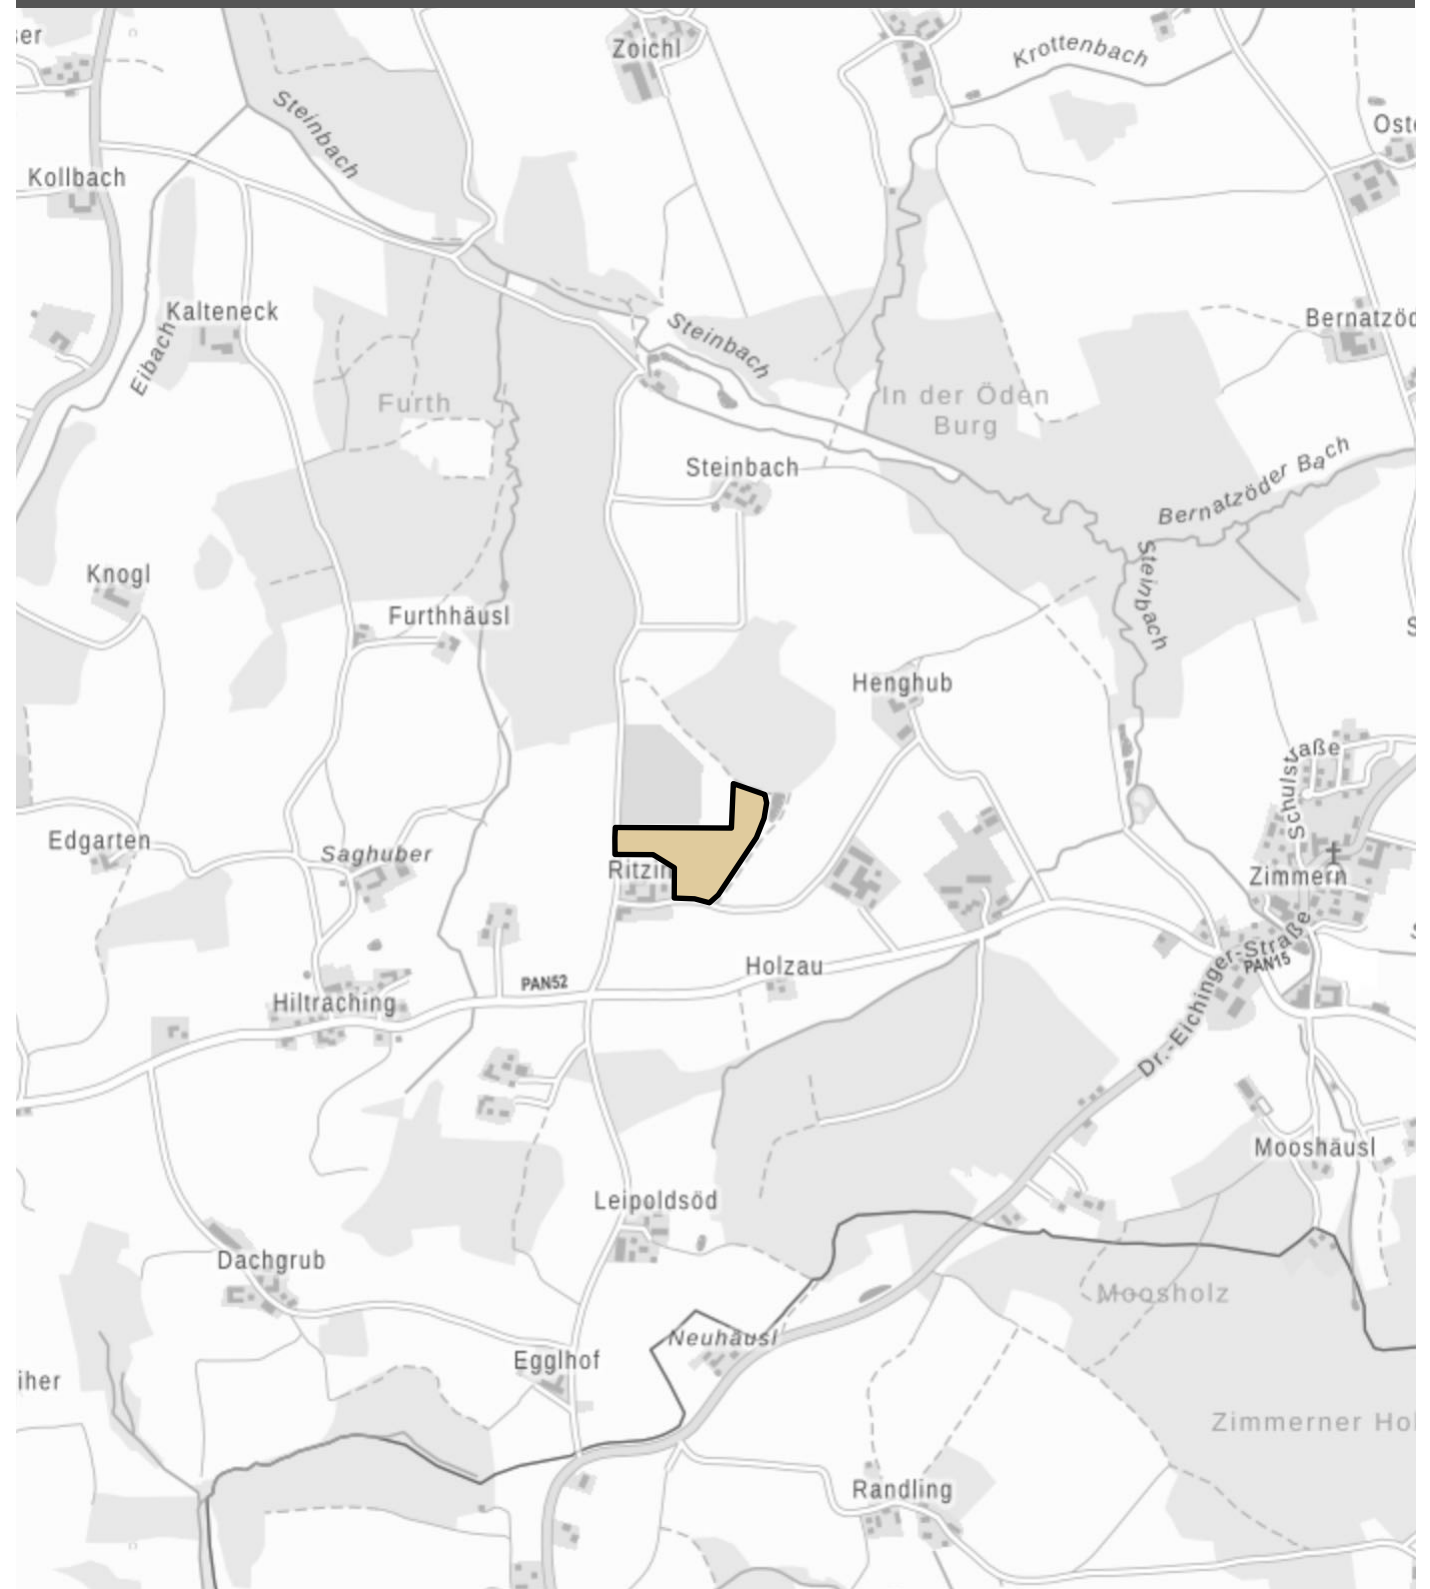 Zoichl
Krottenbach
Steinbach
Kollbach
Kalteneck
Bernatzöd
Eibach
Steinbach
Furth
In der Öden
Burg
Steinbach
Bernatzöder Bach
Steinbach
Knogl
Furthhäusl
Henghub
Schulstraße
Edgarten
Saghuber
Ritzin
Zimmern
Holzau
PAN52
Dr.-Eichinger-Straße
PAN15
Hiltraching
Mooshäusl
Leipoldsöd
Dachgrub
Moosholz
Neuhäusl
Egglhof
iher
Zimmerner Hol
Randling